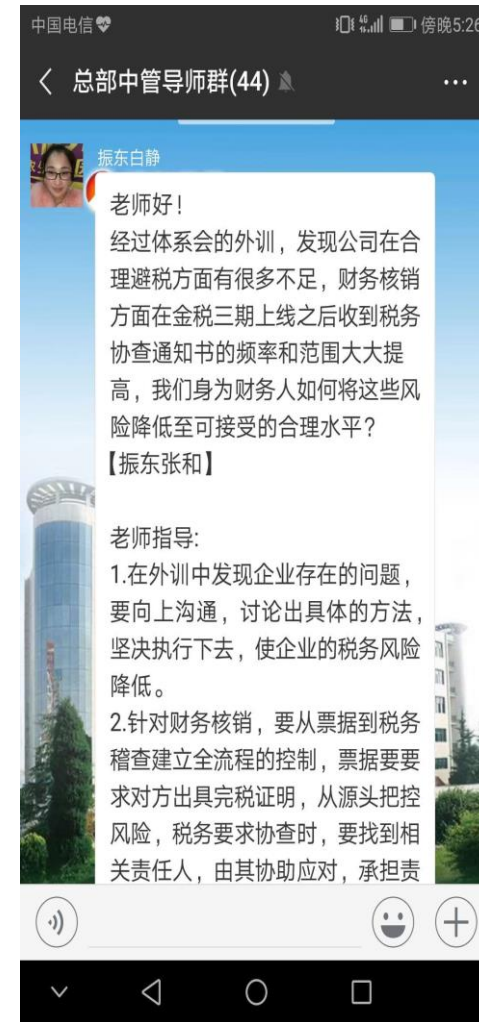 中国电信
4G 傍晚5:26
总部中管导师群(44)
振东白静
老师好！
经过体系会的外训，发现公司在合
理避税方面有很多不足，财务核销
方面在金税三期上线之后收到税务
协查通知书的频率和范围大大提
高，我们身为财务人如何将这些风
险降低至可接受的合理水平？
【振东张和】
老师指导:
1.在外训中发现企业存在的问题，
要向上沟通，讨论出具体的方法，
坚决执行下去，使企业的税务风险
降低。
2.针对财务核销，要从票据到税务
稽查建立全流程的控制，票据要要
求对方出具完税证明，从源头把控
风险，税务要求协查时，要找到相
关责任人，由其协助应对，承担责